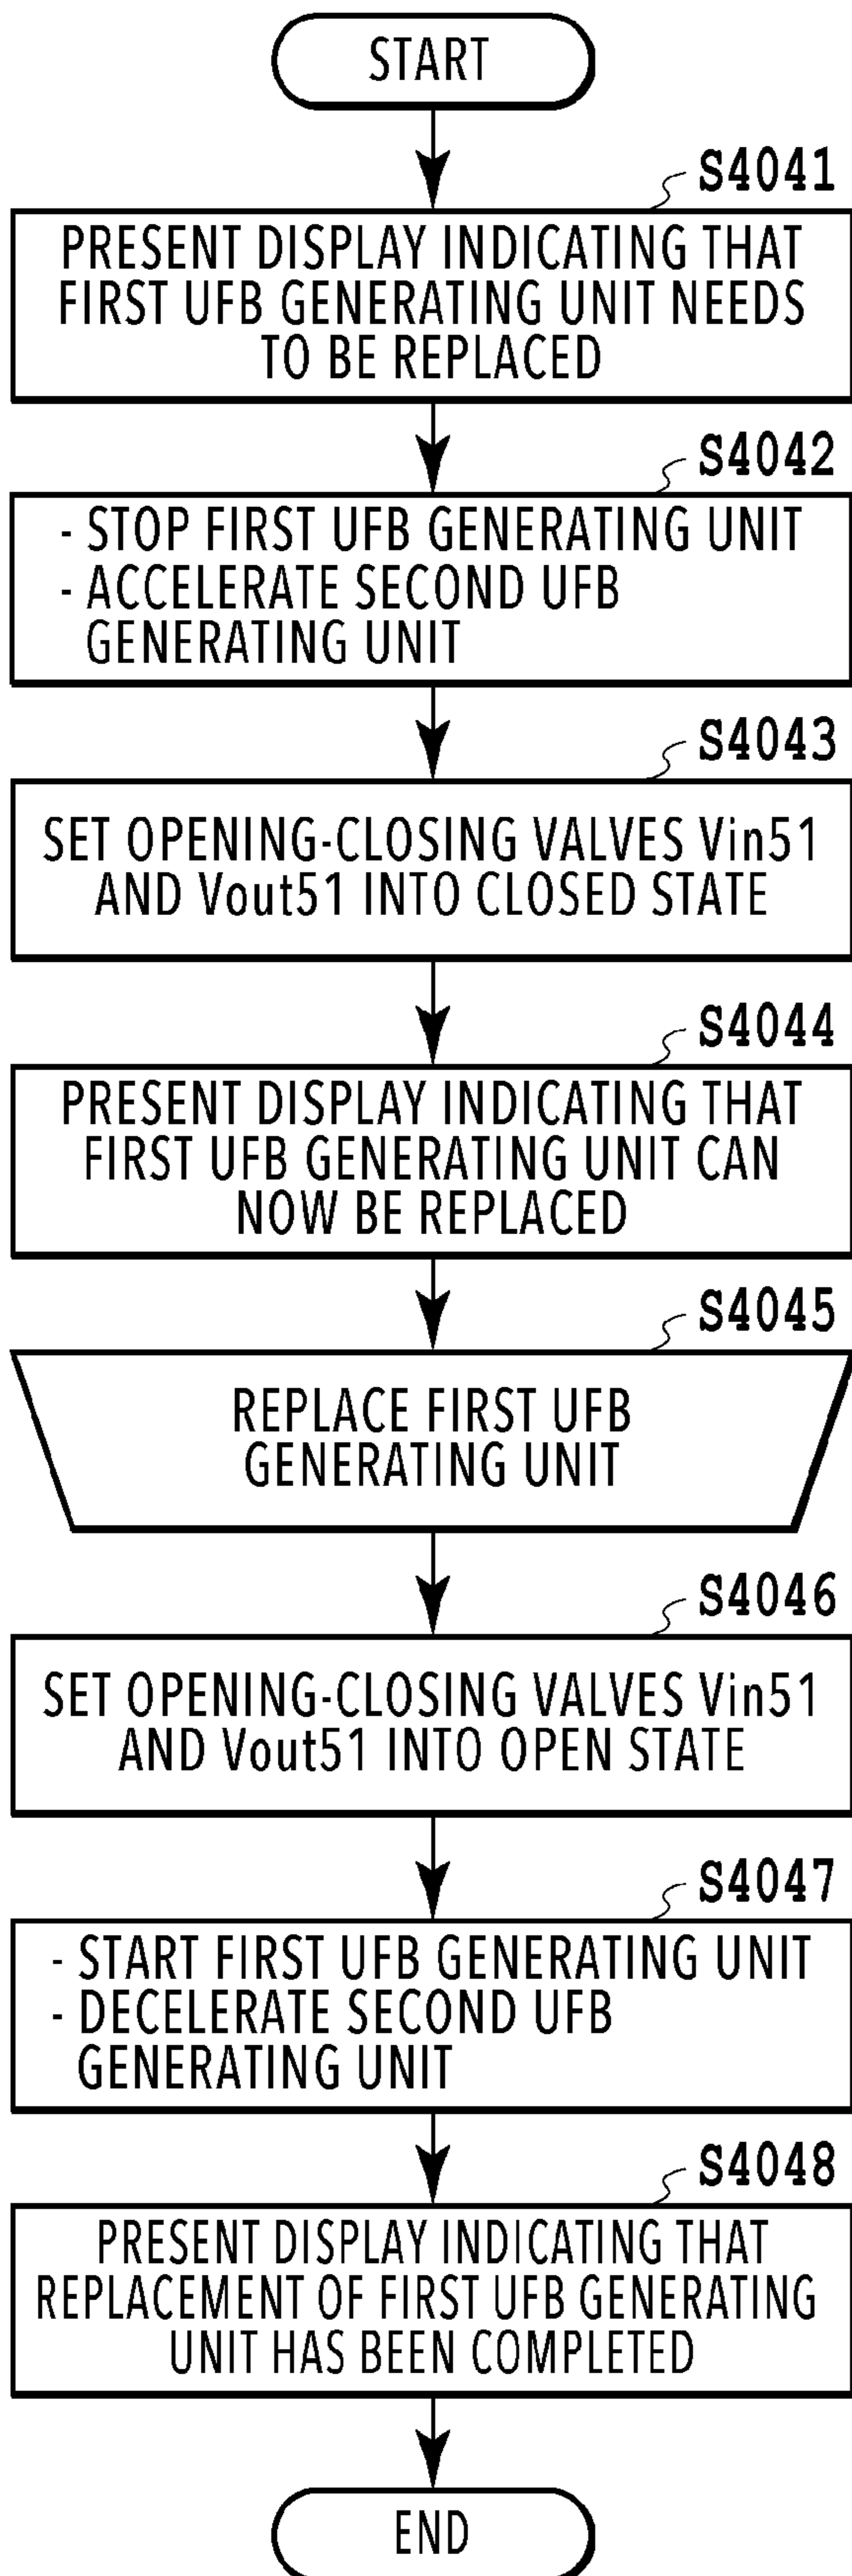 START
S4041
PRESENT DISPLAY INDICATING THAT
FIRST UFB GENERATING UNIT NEEDS
TO BE REPLACED
S4042
- STOP FIRST UFB GENERATING UNIT
- ACCELERATE SECOND UFB
GENERATING UNIT
S4043
SET OPENING-CLOSING VALVES Vin51
AND Vout51 INTO CLOSED STATE
S4044
PRESENT DISPLAY INDICATING THAT
FIRST UFB GENERATING UNIT CAN
NOW BE REPLACED
S4045
REPLACE FIRST UFB
GENERATING UNIT
S4046
SET OPENING-CLOSING VALVES Vin51
AND Vout51 INTO OPEN STATE
S4047
- START FIRST UFB GENERATING UNIT
- DECELERATE SECOND UFB
GENERATING UNIT
S4048
PRESENT DISPLAY INDICATING THAT
REPLACEMENT OF FIRST UFB GENERATING
UNIT HAS BEEN COMPLETED
END